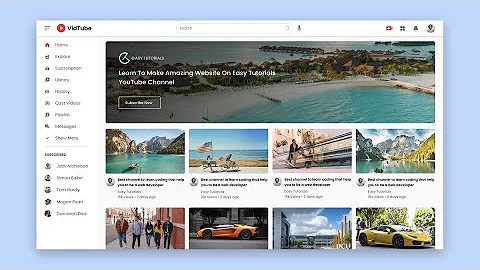 VidTube
Search
Home
Explore
Subscription
Library
History
Cast Videos
Playlist
Messages
Show More
SUBSCRIBED
Jack Nicholson
Simon Baker
Tom Hardy
Megan Ryan
Cameron Diaz
EASY TUTORIALS
Learn To Make Amazing Website On Easy Tutorials
YouTube Channel
Subscribe Now
Best channel to learn coding that help
you to be a web developer
Easy Tutorials
15k Views • 2 days ago
Best channel to learn coding that help
you to be a web developer
Easy Tutorials
15k Views • 2 days ago
Best channel to learn coding that help
you to be a web developer
Easy Tutorials
15k Views • 2 days ago
Best channel to learn coding that help
you to be a web developer
Easy Tutorials
15k Views • 2 days ago